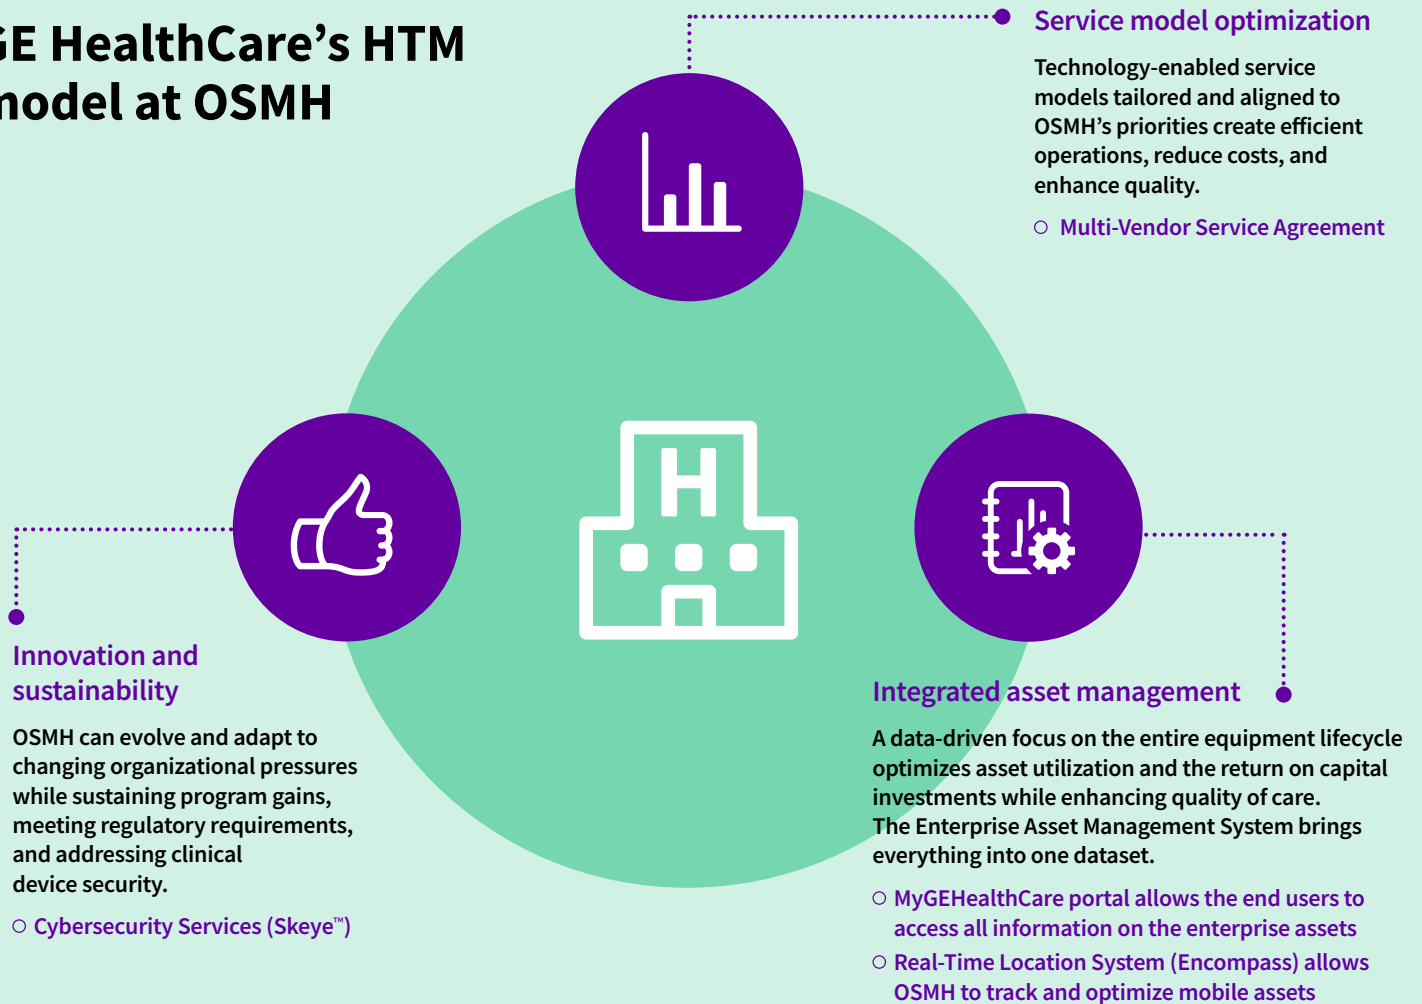 GE HealthCare's HTM
model at OSMH
Service model optimization
Technology-enabled service
models tailored and aligned to
OSMH's priorities create efficient
operations, reduce costs, and
enhance quality.
○ Multi-Vendor Service Agreement
H
Innovation and
sustainability
OSMH can evolve and adapt to
changing organizational pressures
while sustaining program gains,
meeting regulatory requirements,
and addressing clinical
device security.
○ Cybersecurity Services (Skeye™)
Integrated asset management
A data-driven focus on the entire equipment lifecycle
optimizes asset utilization and the return on capital
investments while enhancing quality of care.
The Enterprise Asset Management System brings
everything into one dataset.
○ MyGEHealthCare portal allows the end users to
access all information on the enterprise assets
○ Real-Time Location System (Encompass) allows
OSMH to track and optimize mobile assets